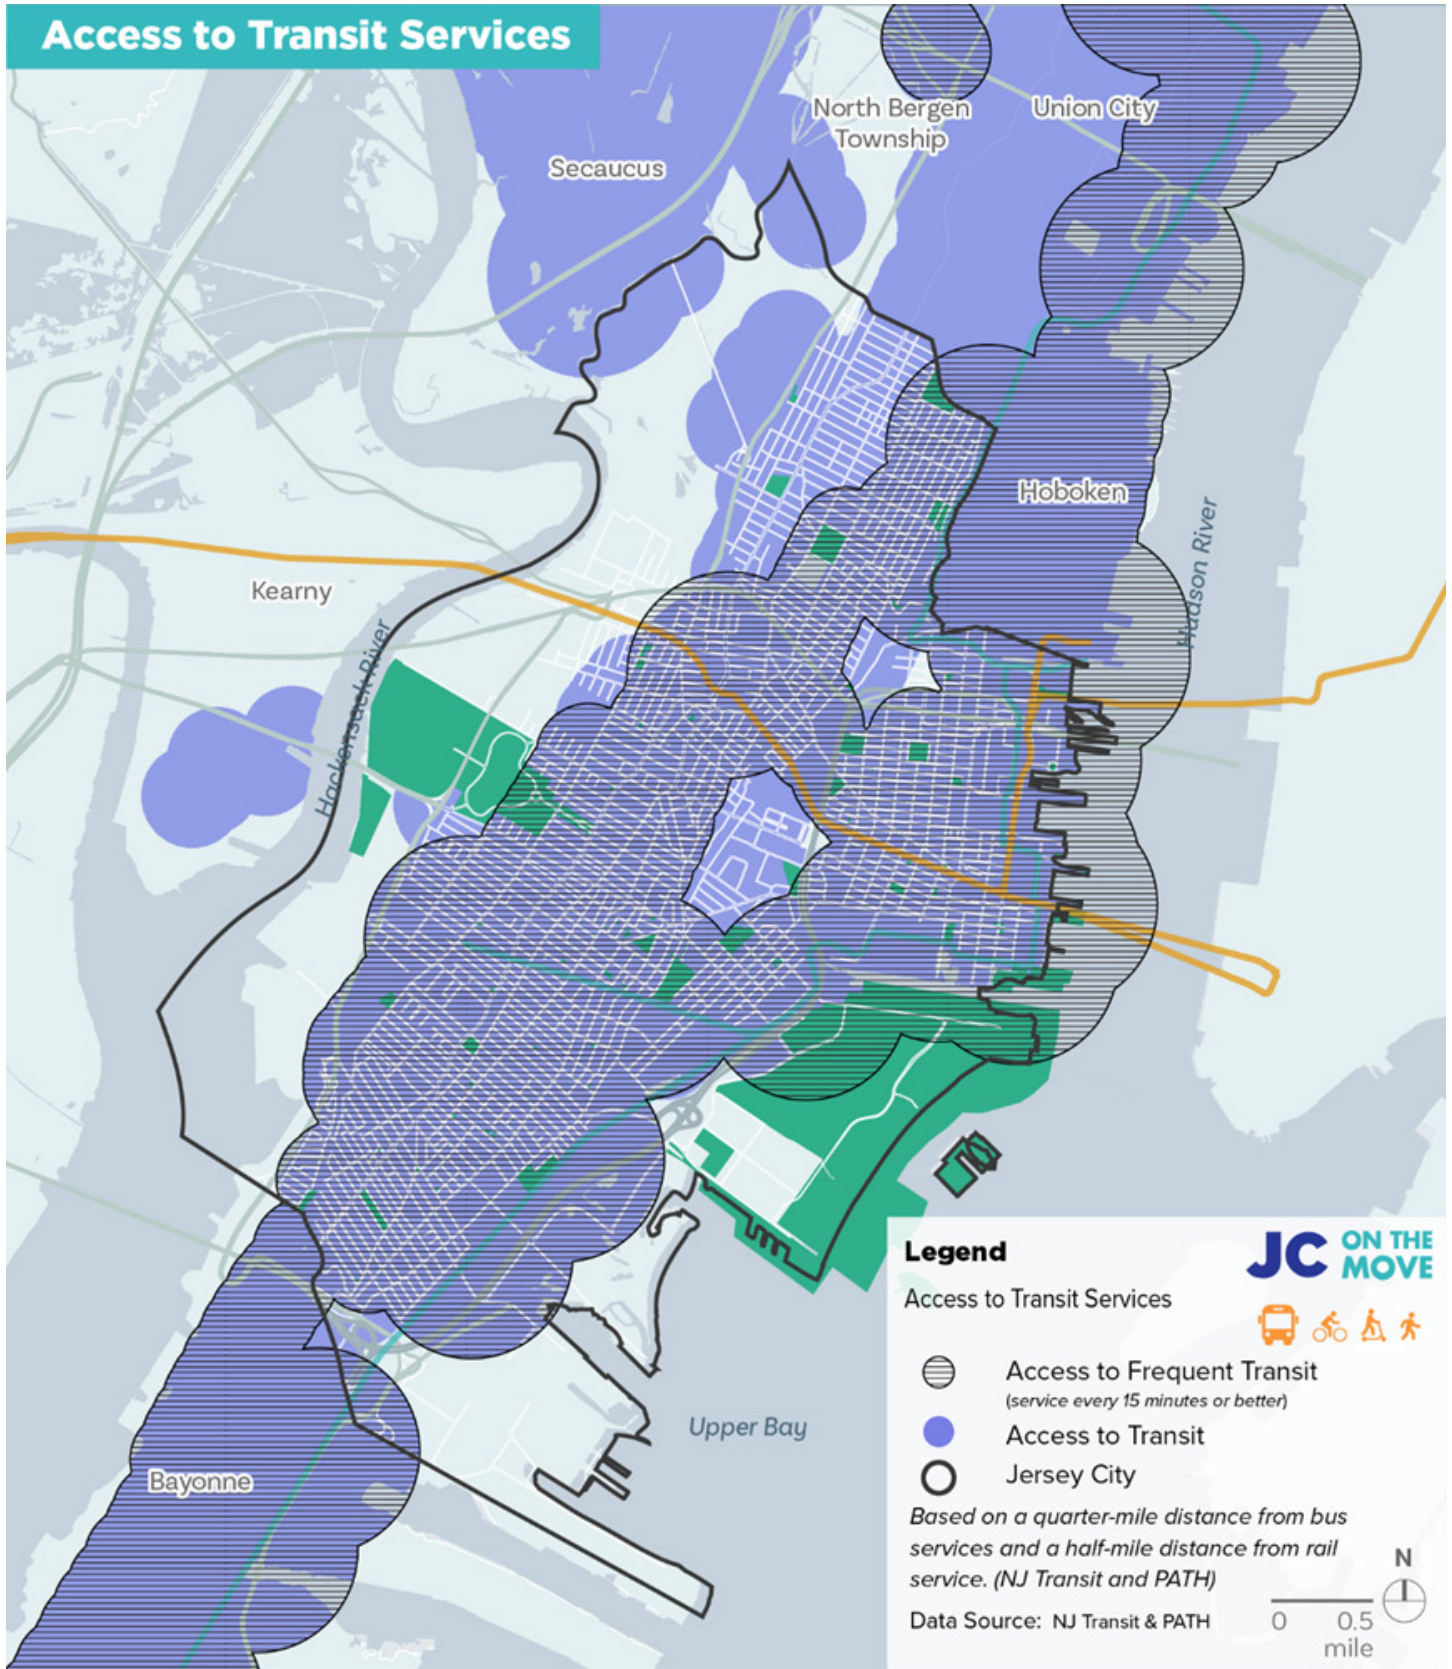 Access to Transit Services
North Bergen
Township
Union City
Secaucus
Hoboken
Hudson River
Kearny
Hackensack River
Upper Bay
Bayonne
Legend
JC ON THE
MOVE
Access to Transit Services
Access to Frequent Transit
(service every 15 minutes or better)
Access to Transit
Jersey City
Based on a quarter-mile distance from bus
services and a half-mile distance from rail
service. (NJ Transit and PATH)
Data Source: NJ Transit & PATH
N
0 0.5
mile